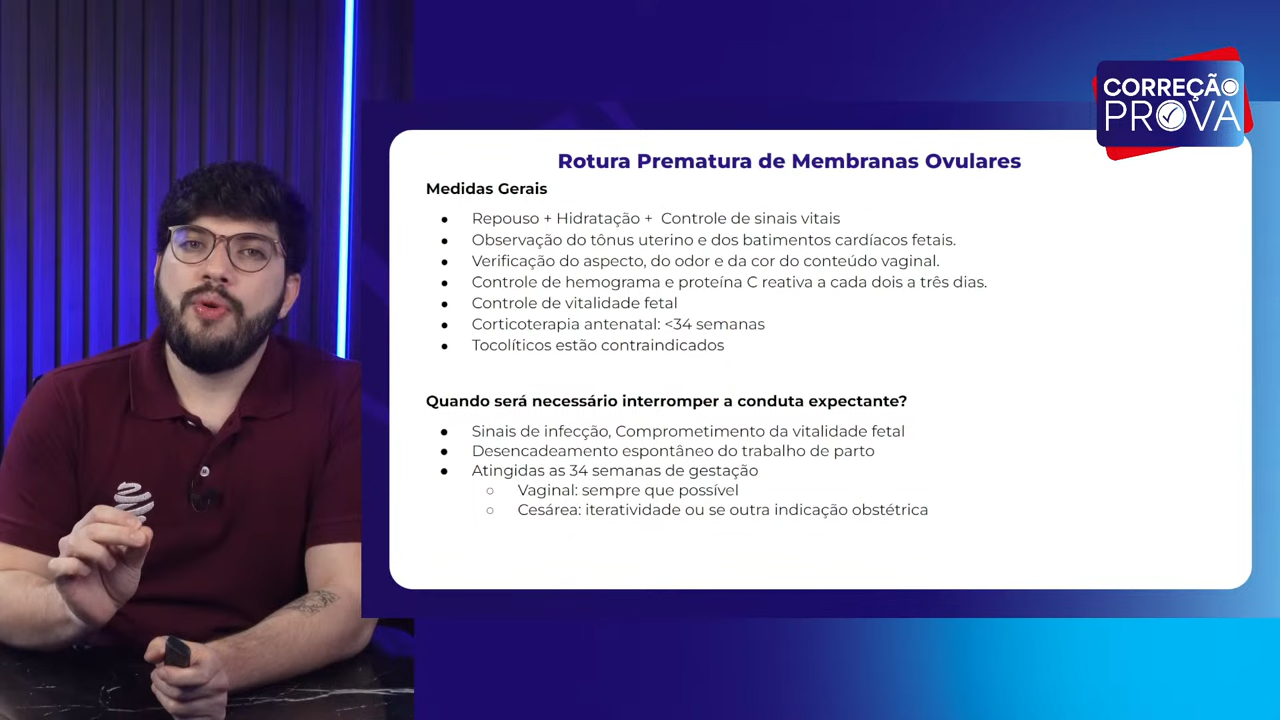 CORREÇÃO
PROVA
Rotura Prematura de Membranas Ovulares
Medidas Gerais
● Repouso + Hidratação + Controle de sinais vitais
● Observação do tônus uterino e dos batimentos cardíacos fetais.
● Verificação do aspecto, do odor e da cor do conteúdo vaginal.
● Controle de hemograma e proteína C reativa a cada dois a três dias.
● Controle de vitalidade fetal
● Corticoterapia antenatal: <34 semanas
● Tocolíticos estão contraindicados
Quando será necessário interromper a conduta expectante?
● Sinais de infecção, Comprometimento da vitalidade fetal
● Desencadeamento espontâneo do trabalho de parto
● Atingidas as 34 semanas de gestação
○ Vaginal: sempre que possível
○ Cesárea: iteratividade ou se outra indicação obstétrica